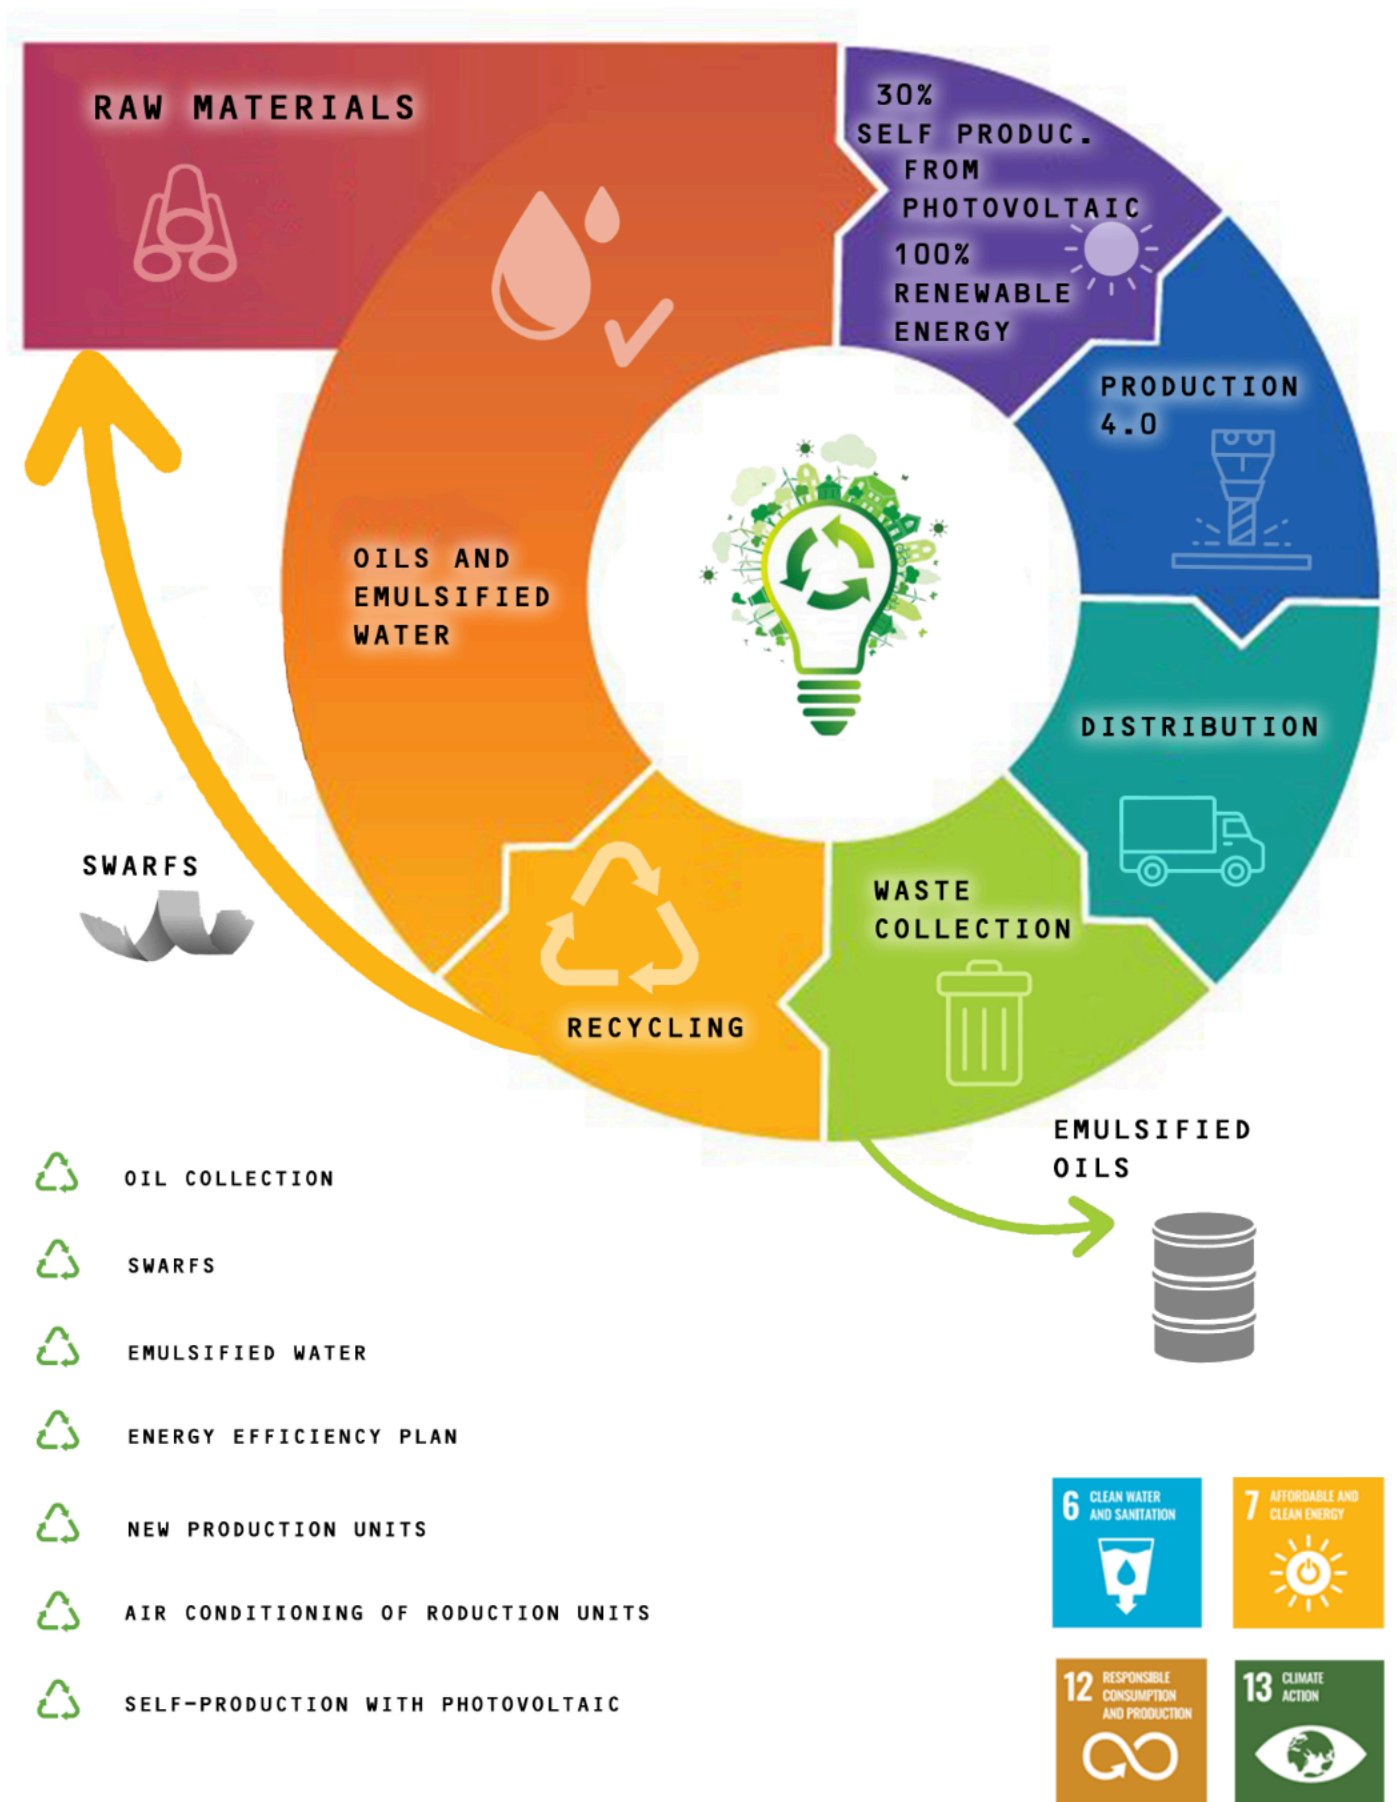 RAW MATERIALS
30%
SELF PRODUC.
FROM
PHOTOVOLTAIC
100%
RENEWABLE
ENERGY
PRODUCTION
4.0
OILS AND
EMULSIFIED
WATER
DISTRIBUTION
SWARFS
WASTE
COLLECTION
RECYCLING
EMULSIFIED
OILS
OIL COLLECTION
SWARFS
EMULSIFIED WATER
ENERGY EFFICIENCY PLAN
NEW PRODUCTION UNITS
AIR CONDITIONING OF RODUCTION UNITS
SELF-PRODUCTION WITH PHOTOVOLTAIC
6 CLEAN WATER
AND SANITATION
7 AFFORDABLE AND
CLEAN ENERGY
12 RESPONSIBLE
CONSUMPTION
AND PRODUCTION
13 CLIMATE
ACTION